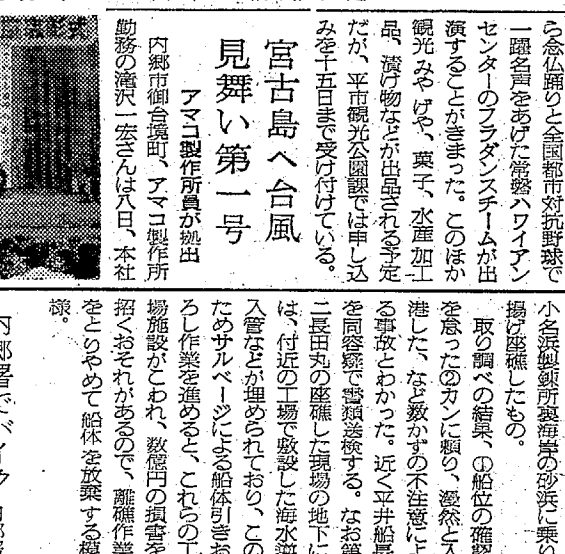 ら念仏踊りと全国都市対抗野球で
一躍名声をあげた常磐ハワイアン
センターのフラダンスチームが出
演することがきまった。このほか
観光みやげや、菓子、水産加工
品、漬け物などが出品される予定
だが、平市観光公園課では申し込
みを十五日まで受け付けている。
宮古島へ台風
見舞い第一号
アマコ製作所員が拠出
内郷市御台境町、アマコ製作所
勤務の滝沢一宏さんは八日、本社
小名浜製鋼所裏海岸の砂浜に乗り
揚げ座礁したもの。
取り調べの結果、①船位の確認
を怠った②カンに頼り、漫然と入
港した、など数かずの不注意によ
る事故とわかった。近く平井船長
を同容疑で書類送検する。なお第
二長田丸の座礁した現場の地下に
は、付近の工場で敷設した海水海
入管などが埋められており、この
ためサルベージによる船体引きお
ろし作業を進めると、これらの工
場施設がこわれ、数億円の損害を
招くおそれがあるので、離礁作業
をとりやめて船体を放棄する模
様。
内郷署でバイク